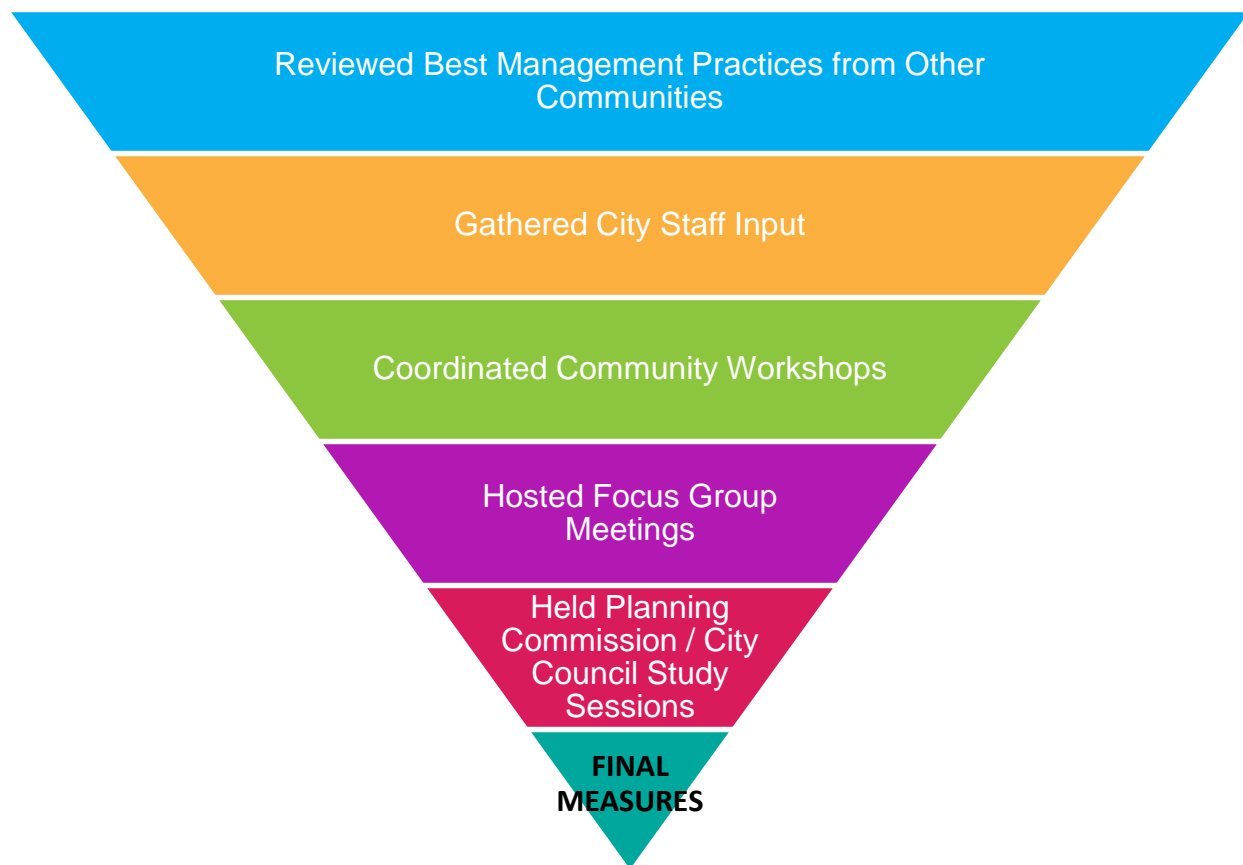 Reviewed Best Management Practices from Other
Communities
Gathered City Staff Input
Coordinated Community Workshops
Hosted Focus Group
Meetings
Held Planning
Commission / City
Council Study
Sessions
FINAL
MEASURES